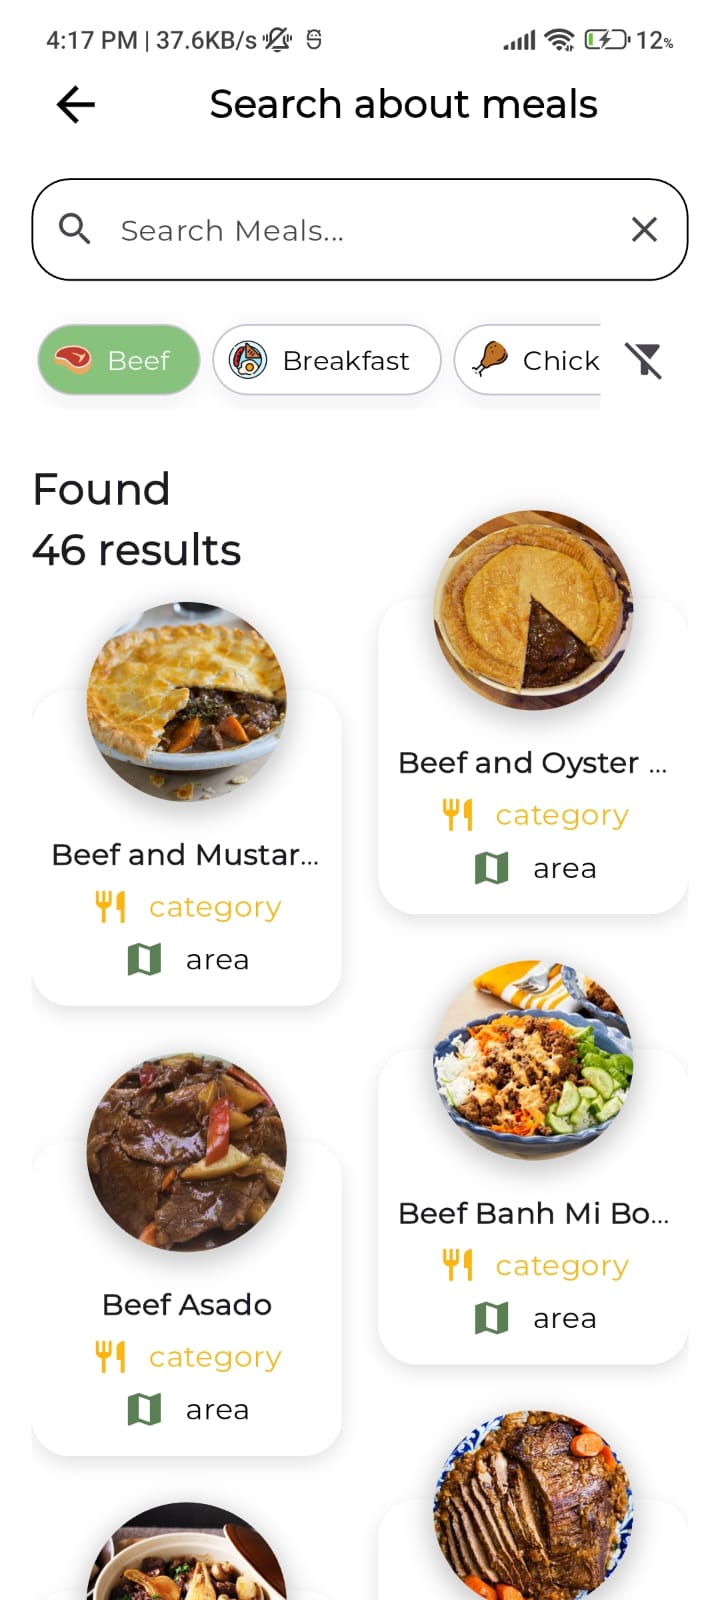 4:17 PM | 37.6KB/s
12%
Search about meals
Search Meals...
Beef
Breakfast
Chick
Found
46 results
Beef and Mustar...
category
area
Beef and Oyster ...
category
area
Beef Asado
category
area
Beef Banh Mi Bo...
category
area